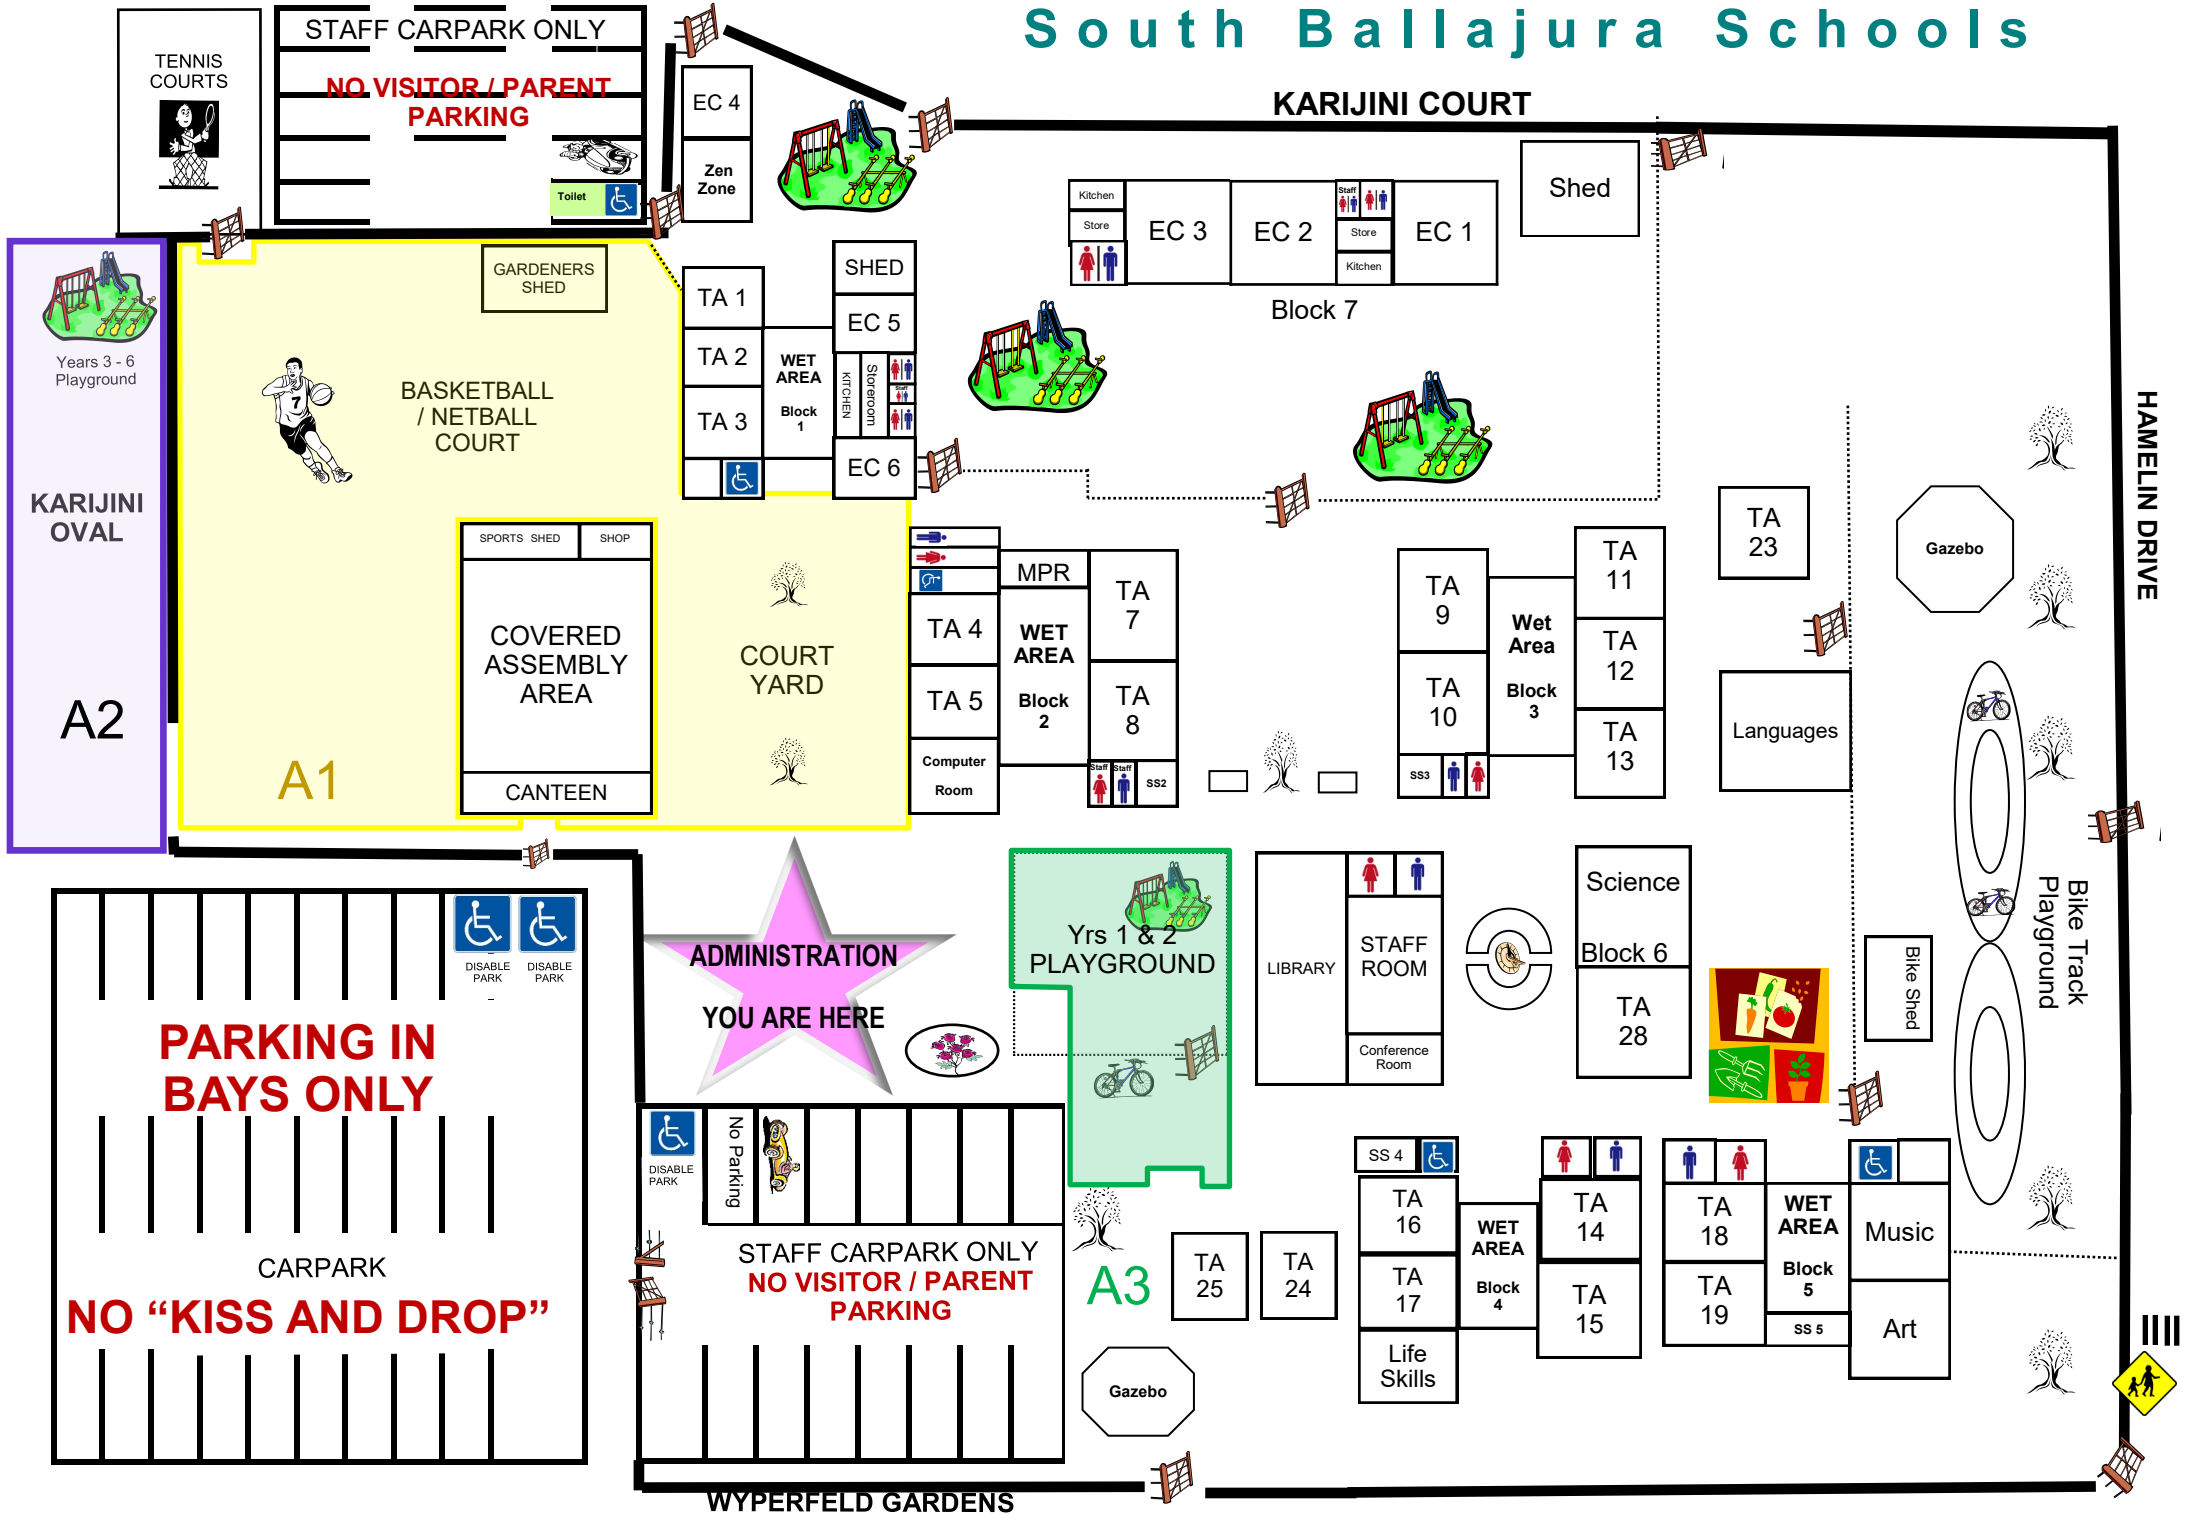 South Ballajura Schools
STAFF CARPARK ONLY
NO VISITOR / PARENT
PARKING
TENNIS
COURTS
Toilet
EC 4
Zen
Zone
KARIJINI COURT
Kitchen
Store
EC 3
EC 2
Staff
Store
Kitchen
EC 1
Block 7
Shed
HAMELIN DRIVE
Years 3 - 6
Playground
KARIJINI
OVAL
A2
GARDENERS
SHED
7
BASKETBALL
/ NETBALL
COURT
TA 1
TA 2
TA 3
WET
AREA
Block
1
SHED
EC 5
KITCHEN
Storeroom
Staff
EC 6
SPORTS SHED
SHOP
COVERED
ASSEMBLY
AREA
CANTEEN
A1
COURT
YARD
MPR
TA 4
TA 5
Computer
Room
WET
AREA
Block
2
TA
7
TA
8
Staff
Staff
SS2
TA
9
TA
10
SS3
Wet
Area
Block
3
TA
11
TA
12
TA
13
TA
23
Languages
Gazebo
Bike Track
Playground
Bike Shed
DISABLE
PARK
DISABLE
PARK
PARKING IN
BAYS ONLY
CARPARK
NO “KISS AND DROP”
ADMINISTRATION
YOU ARE HERE
Yrs 1 & 2
PLAYGROUND
LIBRARY
STAFF
ROOM
Conference
Room
Science
Block 6
TA
28
DISABLE
PARK
No Parking
STAFF CARPARK ONLY
NO VISITOR / PARENT
PARKING
A3
Gazebo
TA
25
TA
24
SS 4
TA
16
TA
17
Life
Skills
WET
AREA
Block
4
TA
14
TA
15
TA
18
TA
19
WET
AREA
Block
5
SS 5
Music
Art
WYPERFELD GARDENS